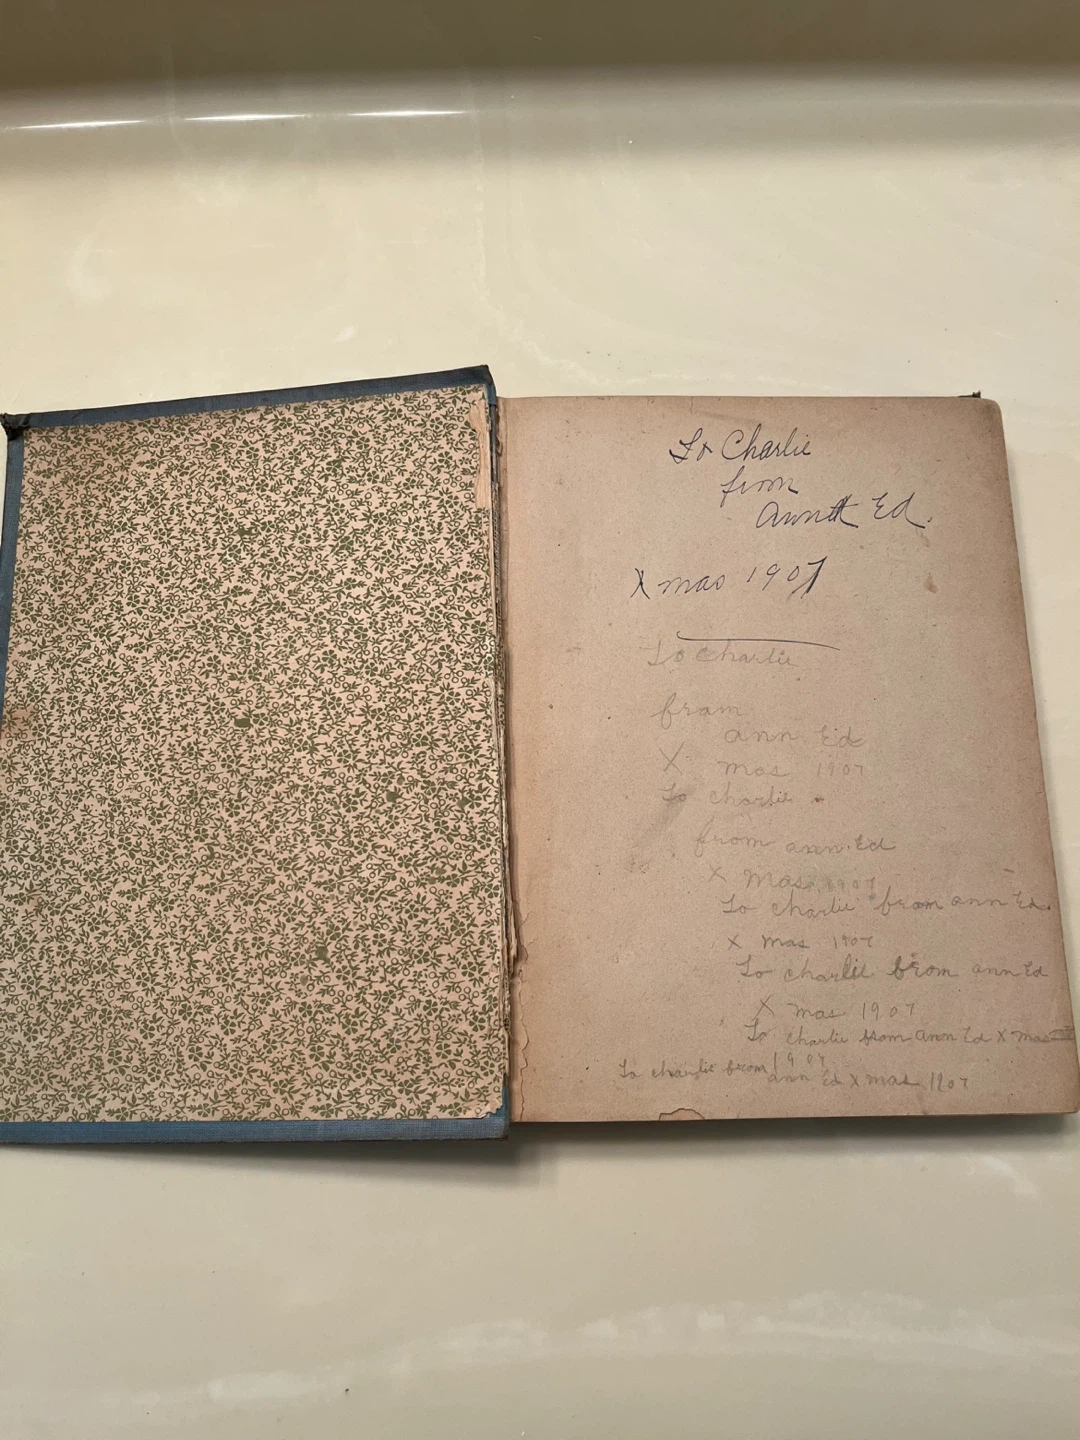 To Charlie
from
Ann & Ed.
X mas 1907
To charlie
from
ann Ed
X mas 1907
To charlie
from ann. Ed
X mas 1907
To charlie from ann Ed.
x mas 1907
To charlie from ann Ed
X mas 1907
To charlie from ann Ed X mas
1907
To charlie from
ann Ed x mas 1907